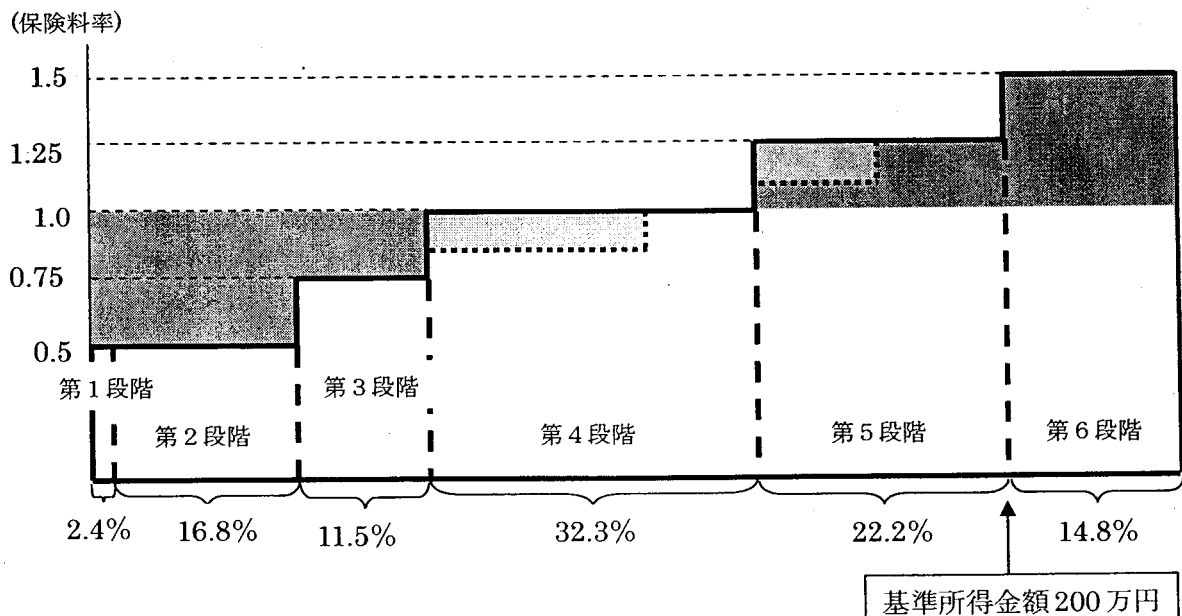 (保険料率)
1.5
1.25
1.0
0.75
0.5
第1段階
第2段階
第3段階
第4段階
第5段階
第6段階
2.4%
16.8%
11.5%
32.3%
22.2%
14.8%
基準所得金額200万円